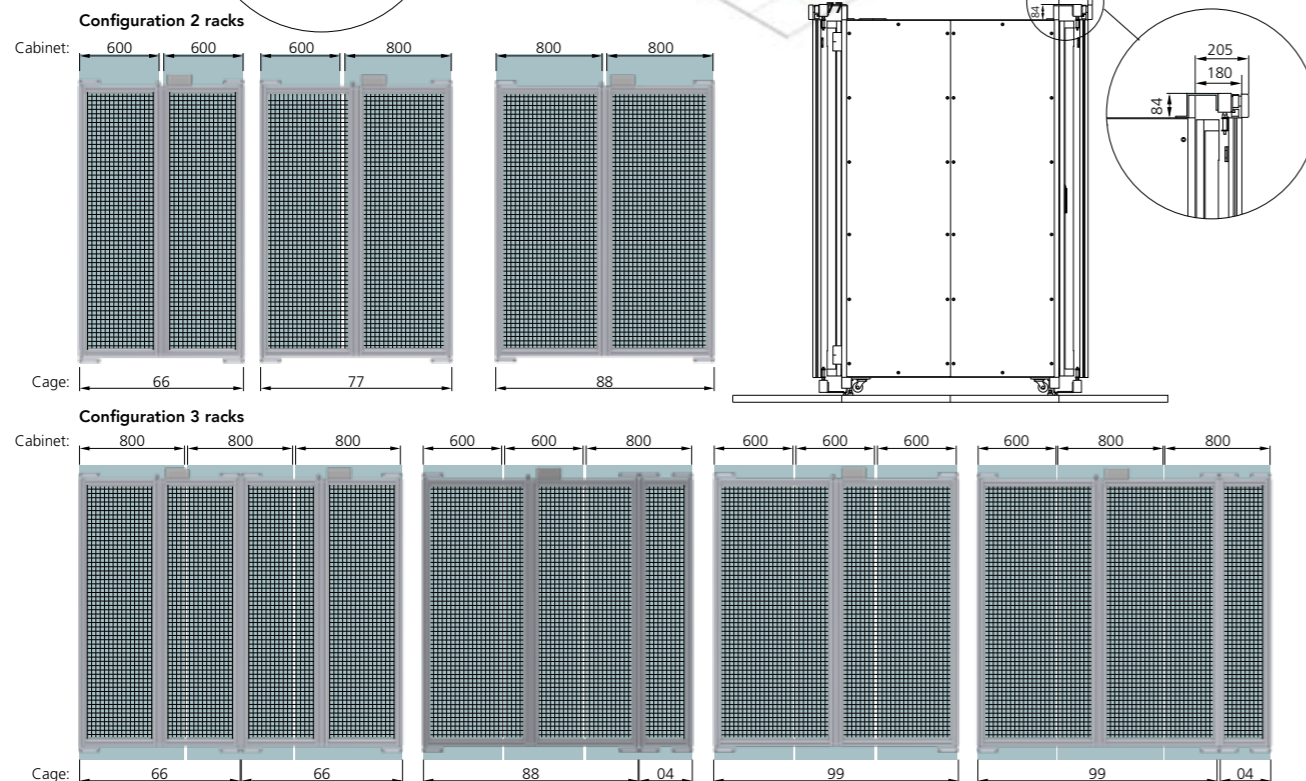 Configuration 2 racks
Cabinet: 600 600 600 800 800 800
Cage: 66 77 88
77
84
205
180
84
Configuration 3 racks
Cabinet: 800 800 800 600 600 800 600 600 600 600 800 800
Cage: 66 66 88 04 99 99 04